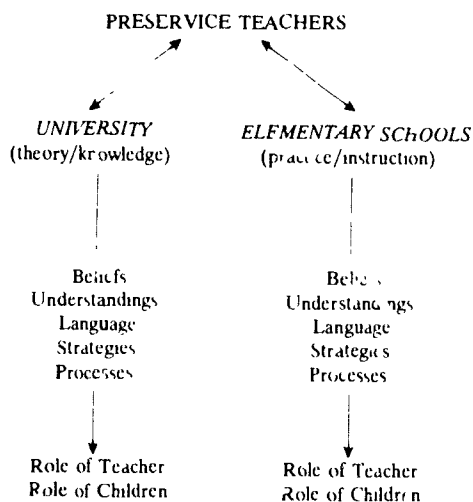 PRESERVICE TEACHERS
UNIVERSITY
(theory/knowledge)
Beliefs
Understandings
Language
Strategies
Processes
Role of Teacher
Role of Children
ELEMENTARY SCHOOLS
(practice/instruction)
Beliefs
Understandings
Language
Strategies
Processes
Role of Teacher
Role of Children